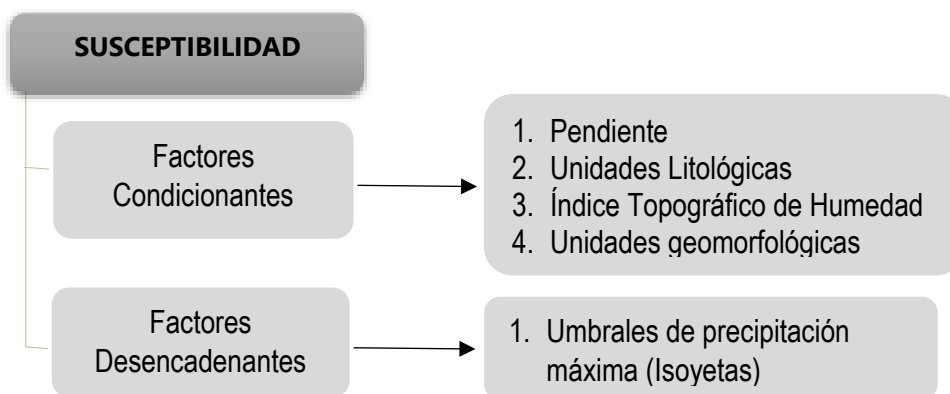 SUSCEPTIBILIDAD
Factores
Condicionantes
1. Pendiente
2. Unidades Litológicas
3. Índice Topográfico de Humedad
4. Unidades geomorfológicas
Factores
Desencadenantes
1. Umbrales de precipitación
máxima (Isoyetas)